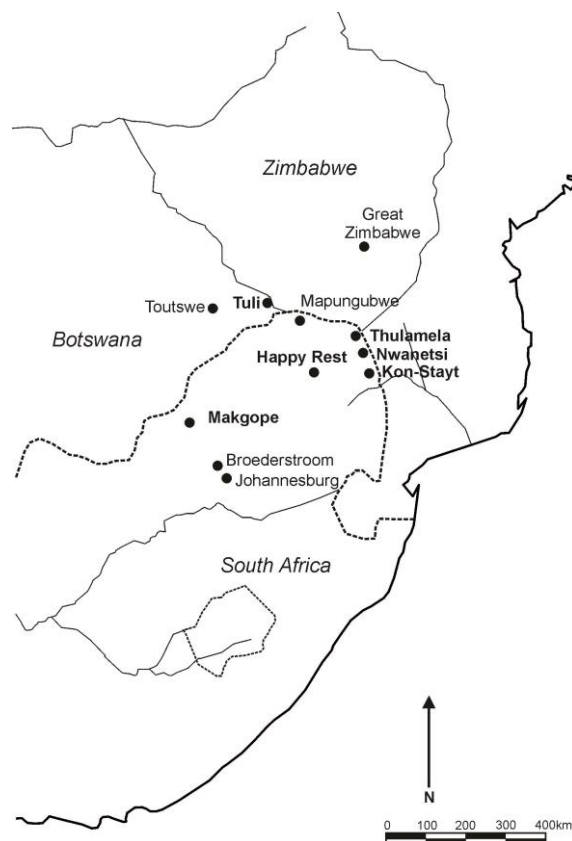 Zimbabwe
Great
Zimbabwe
Toutswe
Tuli
Mapungubwe
Botswana
Thulamela
Nwanetsi
Happy Rest
Kon-Stayt
Makgope
Broederstroom
Johannesburg
South Africa
N
0 100 200 300 400km